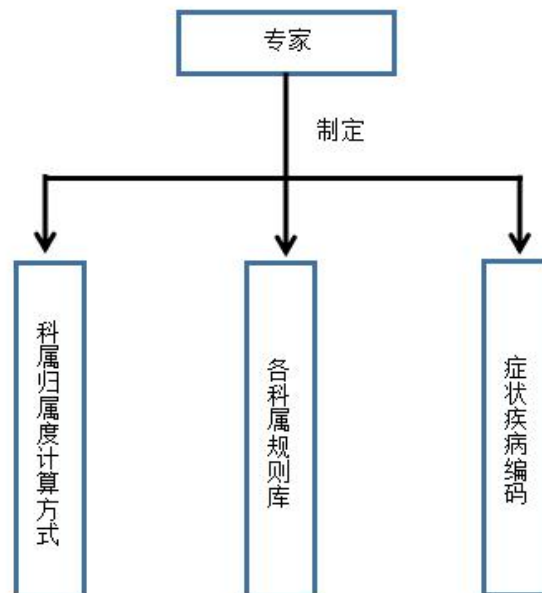 专家
制定
科属归属度计算方式
各科属规则库
症状疾病编码